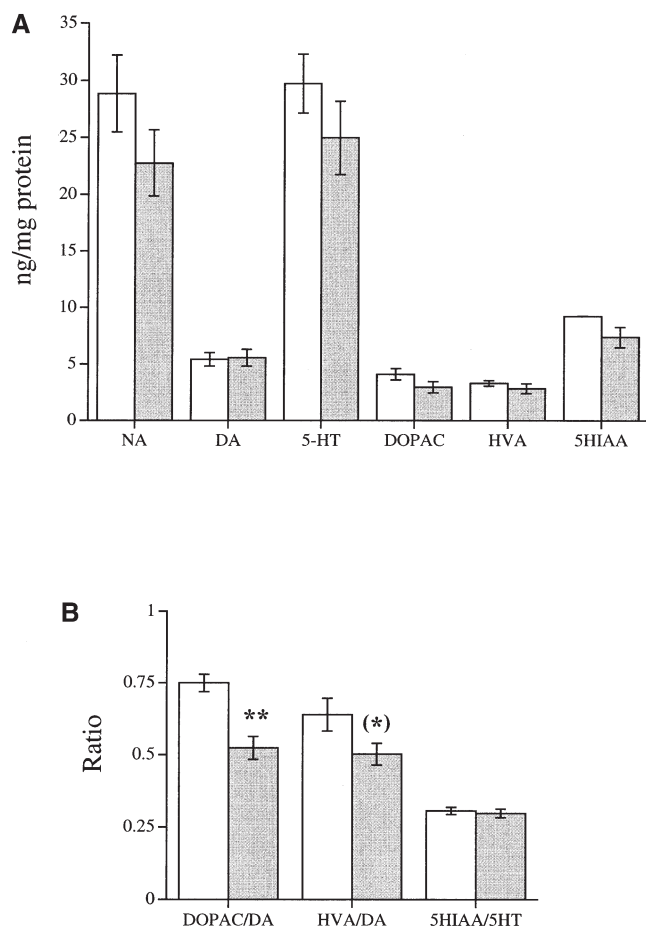 A
35
30
25
20
15
10
5
0
ng/mg protein
NA DA 5-HT DOPAC HVA 5HIAA
B
1
0.75
0.5
0.25
0
Ratio
**
(*)
DOPAC/DA HVA/DA 5HIAA/5HT